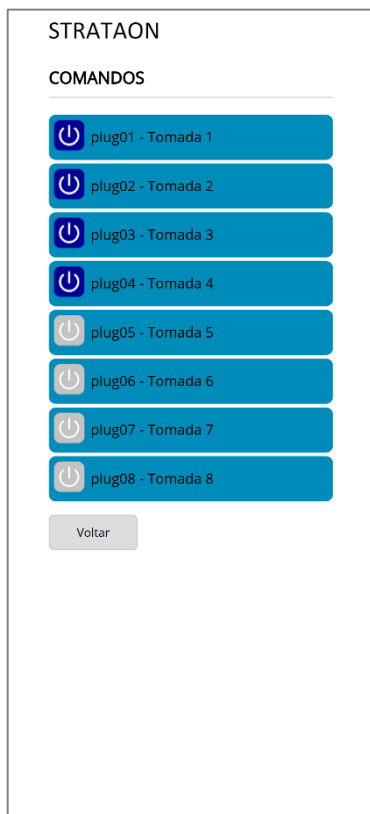 STRATAON
COMANDOS
plug01 - Tomada 1
plug02 - Tomada 2
plug03 - Tomada 3
plug04 - Tomada 4
plug05 - Tomada 5
plug06 - Tomada 6
plug07 - Tomada 7
plug08 - Tomada 8
Voltar